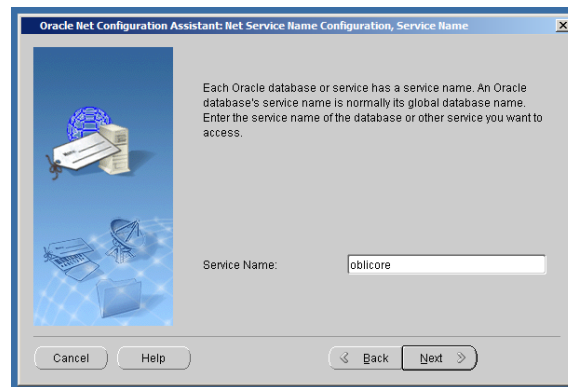 Oracle Net Configuration Assistant: Net Service Name Configuration, Service Name
Each Oracle database or service has a service name. An Oracle
database's service name is normally its global database name.
Enter the service name of the database or other service you want to
access.
Service Name:
oblicore
Cancel
Help
Back
Next